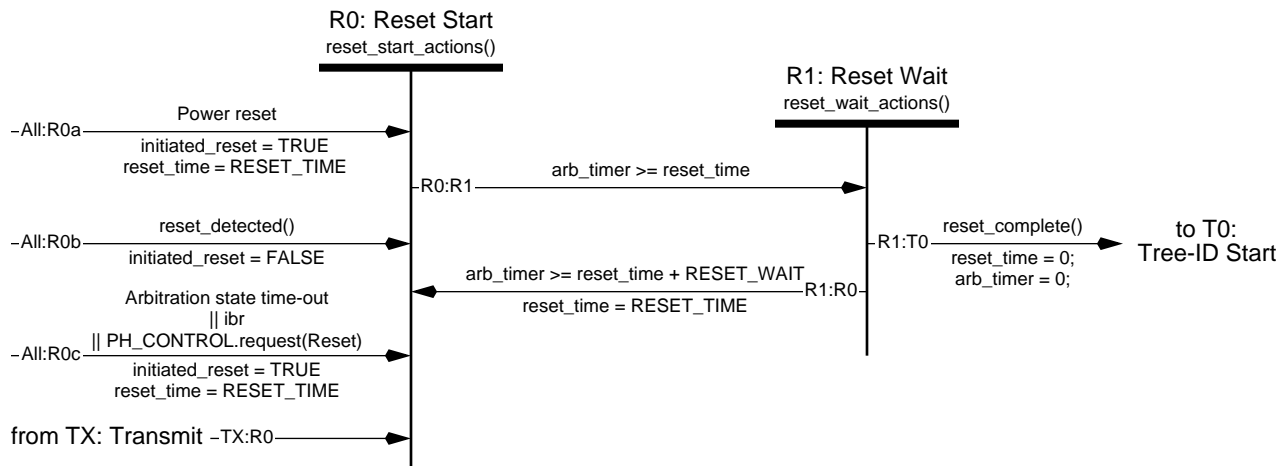 R0: Reset Start
reset_start_actions()
R1: Reset Wait
reset_wait_actions()
All:R0a
Power reset
initiated_reset = TRUE
reset_time = RESET_TIME
R0:R1
arb_timer >= reset_time
All:R0b
reset_detected()
initiated_reset = FALSE
R1:T0
reset_complete()
reset_time = 0;
arb_timer = 0;
to T0:
Tree-ID Start
arb_timer >= reset_time + RESET_WAIT
R1:R0
reset_time = RESET_TIME
Arbitration state time-out
|| ibr
|| PH_CONTROL.request(Reset)
All:R0c
initiated_reset = TRUE
reset_time = RESET_TIME
from TX: Transmit
TX:R0